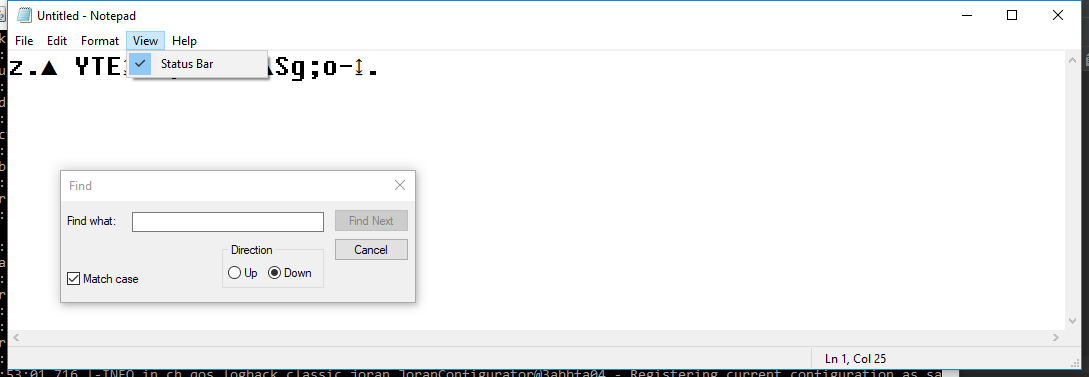 Untitled - Notepad
File Edit Format View Help
Status Bar
z.▲ YTE ASg;o-↕.
Find
Find what:
Find Next
Cancel
Direction
Up Down
Match case
Ln 1, Col 25
:53:01,716 |-INFO in ch.qos.logback.classic.joran.JoranConfigurator@3abbfa04 - Registering current configuration as sa